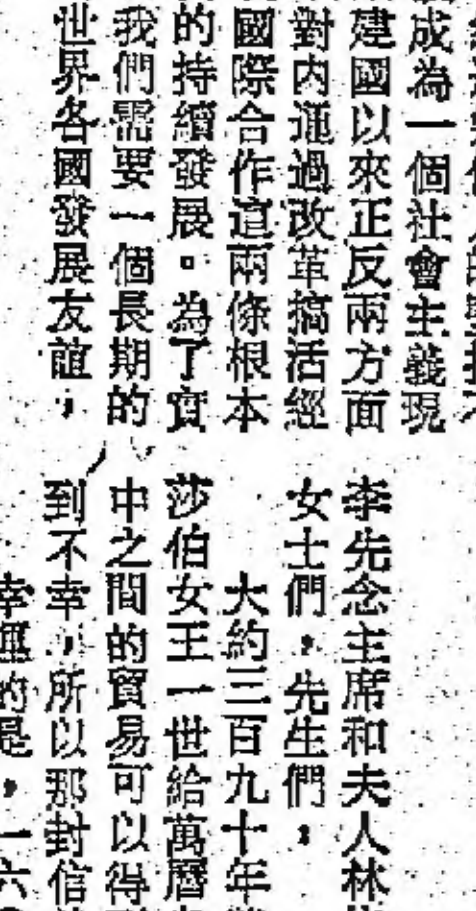 成為一個社會主義現
建國以來正反兩方面
對內通過改革搞活經
國際合作這兩條根本
的持續發展。為了實
我們需要一個長期的
世界各國發展友誼，
李先念主席和夫人林
女士們，先生們：
大約三百九十年
莎伯女王一世給萬曆
中之間的貿易可以得
到不幸，所以那封信
幸運的是，一六